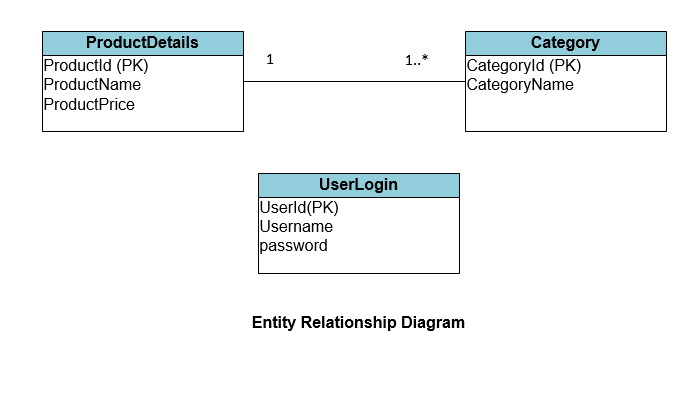 ProductDetails
ProductId (PK)
ProductName
ProductPrice
1
1..*
Category
CategoryId (PK)
CategoryName
UserLogin
UserId(PK)
Username
password
Entity Relationship Diagram